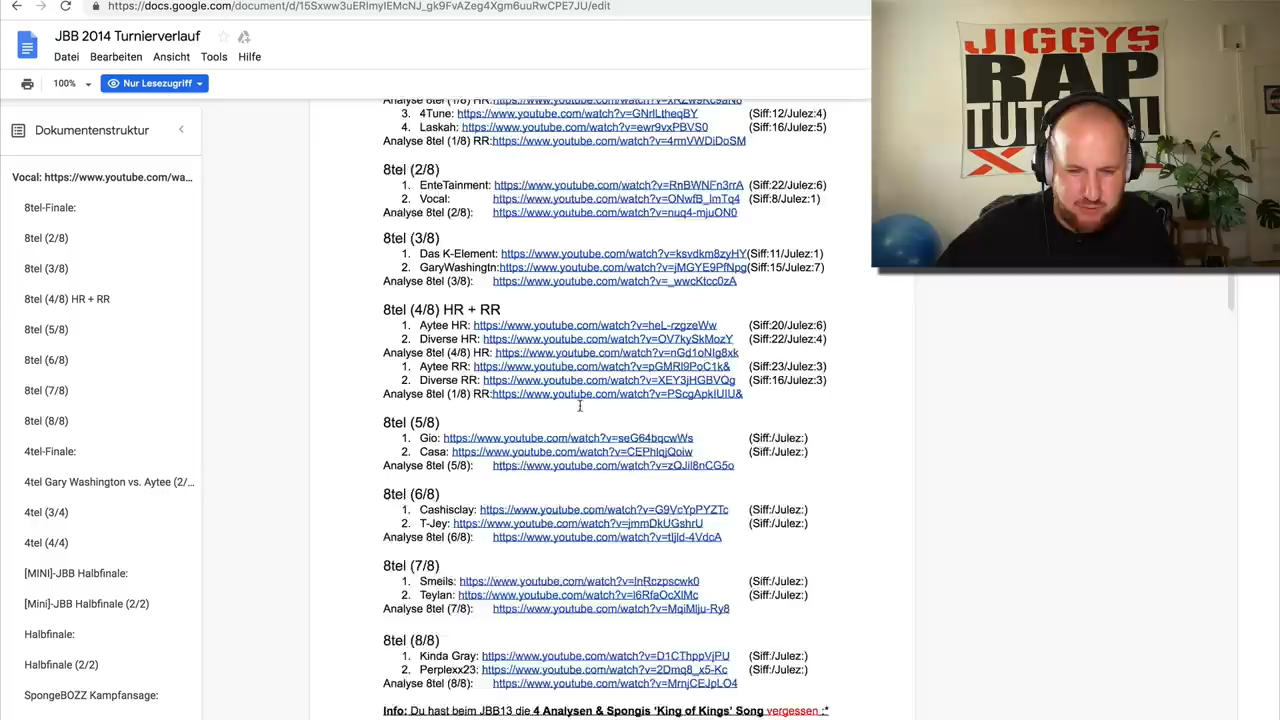 https://docs.google.com/document/d/15Sxww3uERImyIEMcNJ_gk9FvAZeg4Xgm6uuRwCPE7JU/edit
JBB 2014 Turnierverlauf
Datei Bearbeiten Ansicht Tools Hilfe
100% Nur Lesezugriff
Dokumentenstruktur
Vocal: https://www.youtube.com/wa...
8tel-Finale:
8tel (2/8)
8tel (3/8)
8tel (4/8) HR + RR
8tel (5/8)
8tel (6/8)
8tel (7/8)
8tel (8/8)
4tel-Finale:
4tel Gary Washington vs. Aytee (2/...
4tel (3/4)
4tel (4/4)
[MINI]-JBB Halbfinale:
[Mini]-JBB Halbfinale (2/2)
Halbfinale:
Halbfinale (2/2)
SpongeBOZZ Kampfansage:
Analyse 8tel (1/8) HR:https://www.youtube.com/watch?v=xRZw9Rc9aN8
3. 4Tune: https://www.youtube.com/watch?v=GNrlLtheqBY (Siff:12/Julez:4)
4. Laskah: https://www.youtube.com/watch?v=ewr9vxPBVS0 (Siff:16/Julez:5)
Analyse 8tel (1/8) RR:https://www.youtube.com/watch?v=4rmVWDiDoSM
8tel (2/8)
1. EnteTainment: https://www.youtube.com/watch?v=RnBWNFn3rrA (Siff:22/Julez:6)
2. Vocal: https://www.youtube.com/watch?v=ONwfB_lmTq4 (Siff:8/Julez:1)
Analyse 8tel (2/8): https://www.youtube.com/watch?v=nuq4-mjuON0
8tel (3/8)
1. Das K-Element: https://www.youtube.com/watch?v=ksvdkm8zyHY(Siff:11/Julez:1)
2. GaryWashingtn:https://www.youtube.com/watch?v=jMGYE9PfNpg(Siff:15/Julez:7)
Analyse 8tel (3/8): https://www.youtube.com/watch?v=_wwcKtcc0zA
8tel (4/8) HR + RR
1. Aytee HR: https://www.youtube.com/watch?v=heL-rzgzeWw (Siff:20/Julez:6)
2. Diverse HR: https://www.youtube.com/watch?v=OV7kySkMozY (Siff:22/Julez:4)
Analyse 8tel (4/8) HR: https://www.youtube.com/watch?v=nGd1oNIg8xk
1. Aytee RR: https://www.youtube.com/watch?v=pGMRl9PoC1k& (Siff:23/Julez:3)
2. Diverse RR: https://www.youtube.com/watch?v=XEY3jHGBVQg (Siff:16/Julez:3)
Analyse 8tel (1/8) RR:https://www.youtube.com/watch?v=PScgApkIUIU&
8tel (5/8)
1. Gio: https://www.youtube.com/watch?v=seG64bqcwWs (Siff:/Julez:)
2. Casa: https://www.youtube.com/watch?v=CEPhlqjQoiw (Siff:/Julez:)
Analyse 8tel (5/8): https://www.youtube.com/watch?v=zQJil8nCG5o
8tel (6/8)
1. Cashisclay: https://www.youtube.com/watch?v=G9VcYpPYZTc (Siff:/Julez:)
2. T-Jey: https://www.youtube.com/watch?v=jmmDkUGshrU (Siff:/Julez:)
Analyse 8tel (6/8): https://www.youtube.com/watch?v=tljld-4VdcA
8tel (7/8)
1. Smeils: https://www.youtube.com/watch?v=lnRczpscwk0 (Siff:/Julez:)
2. Teylan: https://www.youtube.com/watch?v=l6RfaOcXlMc (Siff:/Julez:)
Analyse 8tel (7/8): https://www.youtube.com/watch?v=MqiMlju-Ry8
8tel (8/8)
1. Kinda Gray: https://www.youtube.com/watch?v=D1CThppVjPU (Siff:/Julez:)
2. Perplexx23: https://www.youtube.com/watch?v=2Dmq8_x5-Kc (Siff:/Julez:)
Analyse 8tel (8/8): https://www.youtube.com/watch?v=MrnjCEJpLO4
Info: Du hast beim JBB13 die 4 Analysen & Spongis ‘King of Kings’ Song vergessen :*
JIGGYS
RAP